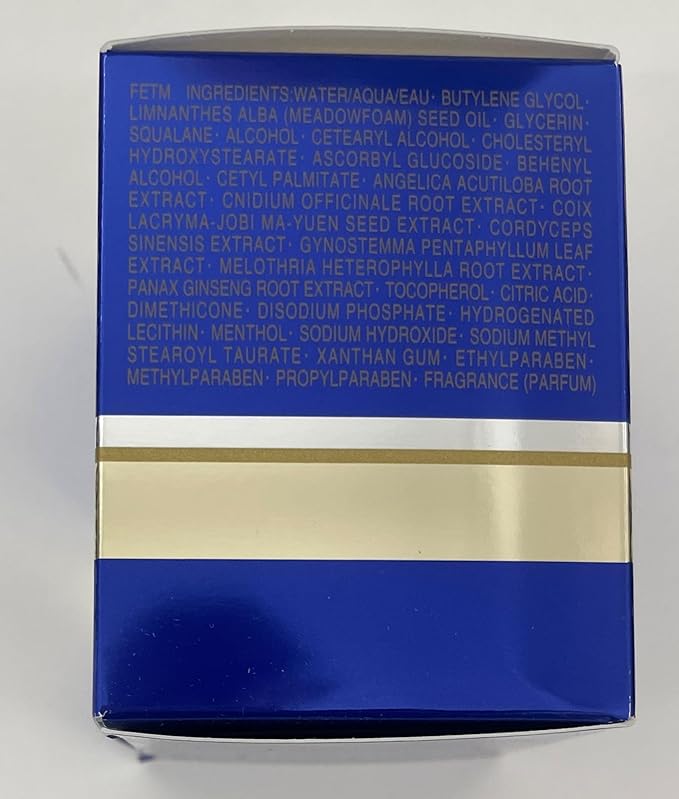 FETM INGREDIENTS:WATER/AQUA/EAU· BUTYLENE GLYCOL·
LIMNANTHES ALBA (MEADOWFOAM) SEED OIL· GLYCERIN·
SQUALANE· ALCOHOL· CETEARYL ALCOHOL· CHOLESTERYL
HYDROXYSTEARATE· ASCORBYL GLUCOSIDE· BEHENYL
ALCOHOL· CETYL PALMITATE· ANGELICA ACUTILOBA ROOT
EXTRACT· CNIDIUM OFFICINALE ROOT EXTRACT· COIX
LACRYMA-JOBI MA-YUEN SEED EXTRACT· CORDYCEPS
SINENSIS EXTRACT· GYNOSTEMMA PENTAPHYLLUM LEAF
EXTRACT· MELOTHRIA HETEROPHYLLA ROOT EXTRACT·
PANAX GINSENG ROOT EXTRACT· TOCOPHEROL· CITRIC ACID·
DIMETHICONE· DISODIUM PHOSPHATE· HYDROGENATED
LECITHIN· MENTHOL· SODIUM HYDROXIDE· SODIUM METHYL
STEAROYL TAURATE· XANTHAN GUM· ETHYLPARABEN·
METHYLPARABEN· PROPYLPARABEN· FRAGRANCE (PARFUM)